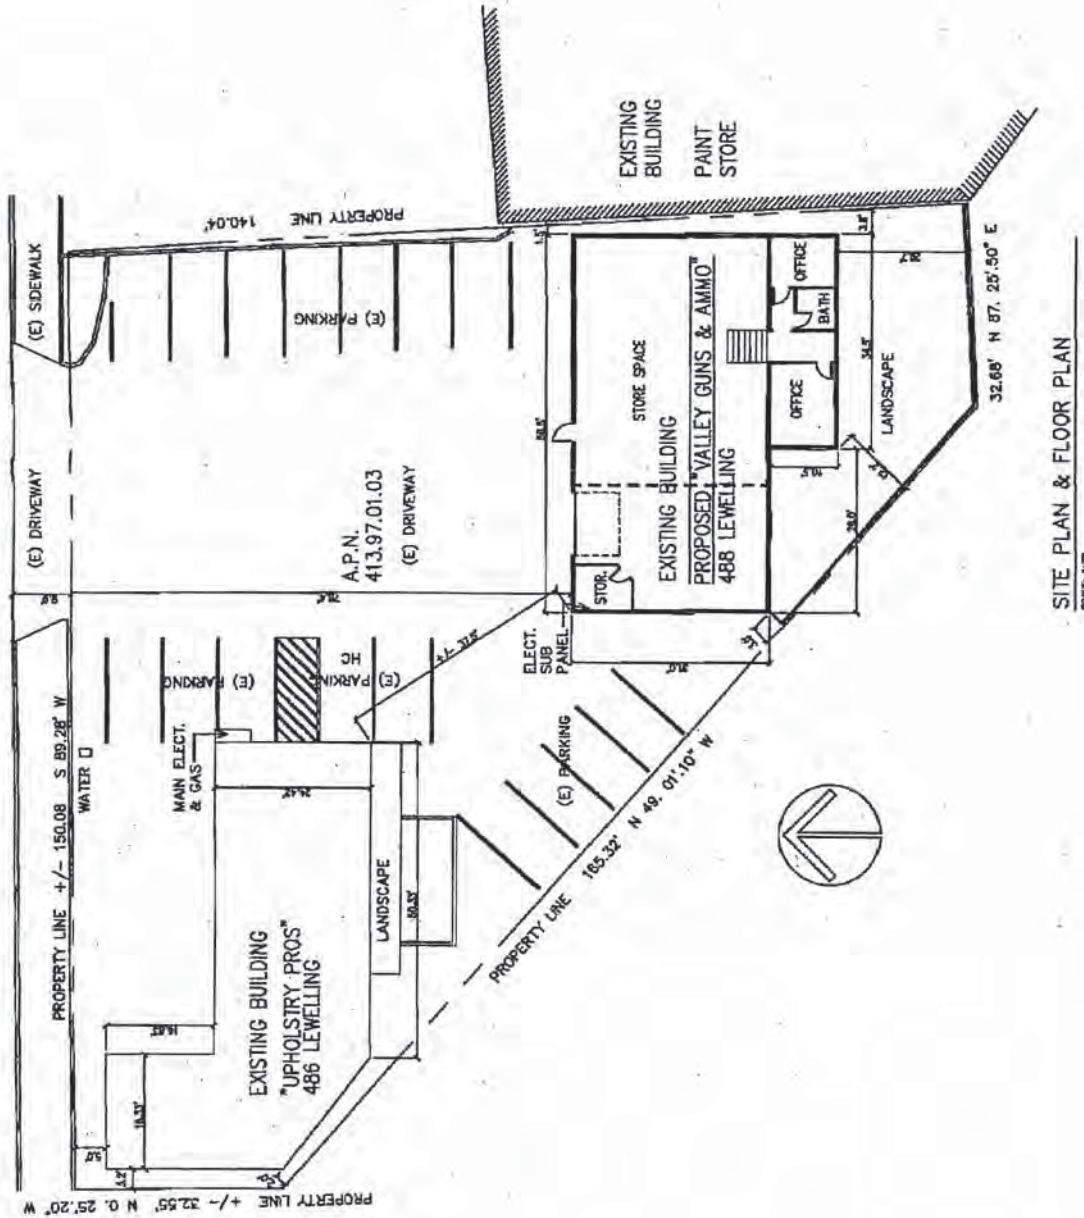 PROPERTY LINE +/- 150.08 S 89.28' W
(E) DRIVEWAY
(E) SIDEWALK
WATER
PROPERTY LINE +/- 32.55' N 0. 25'.20" W
EXISTING BUILDING
"UPHOLSTRY PROS"
486 LEWELLING
MAIN ELECT.
& GAS
(E) PARKING
(E) PARKING
HC
LANDSCAPE
A.P.N.
413.97.01.03
(E) DRIVEWAY
(E) PARKING
PROPERTY LINE 140.04'
+/- 37.5'
ELECT.
SUB
PANEL
(E) PARKING
PROPERTY LINE 165.32' N 49. 01'.10" W
STOR.
STORE SPACE
EXISTING BUILDING
PROPOSED "VALLEY GUNS & AMMO"
488 LEWELLING
OFFICE
BATH
OFFICE
LANDSCAPE
EXISTING
BUILDING
PAINT
STORE
32.68' N 87. 25'.50" E
SITE PLAN & FLOOR PLAN